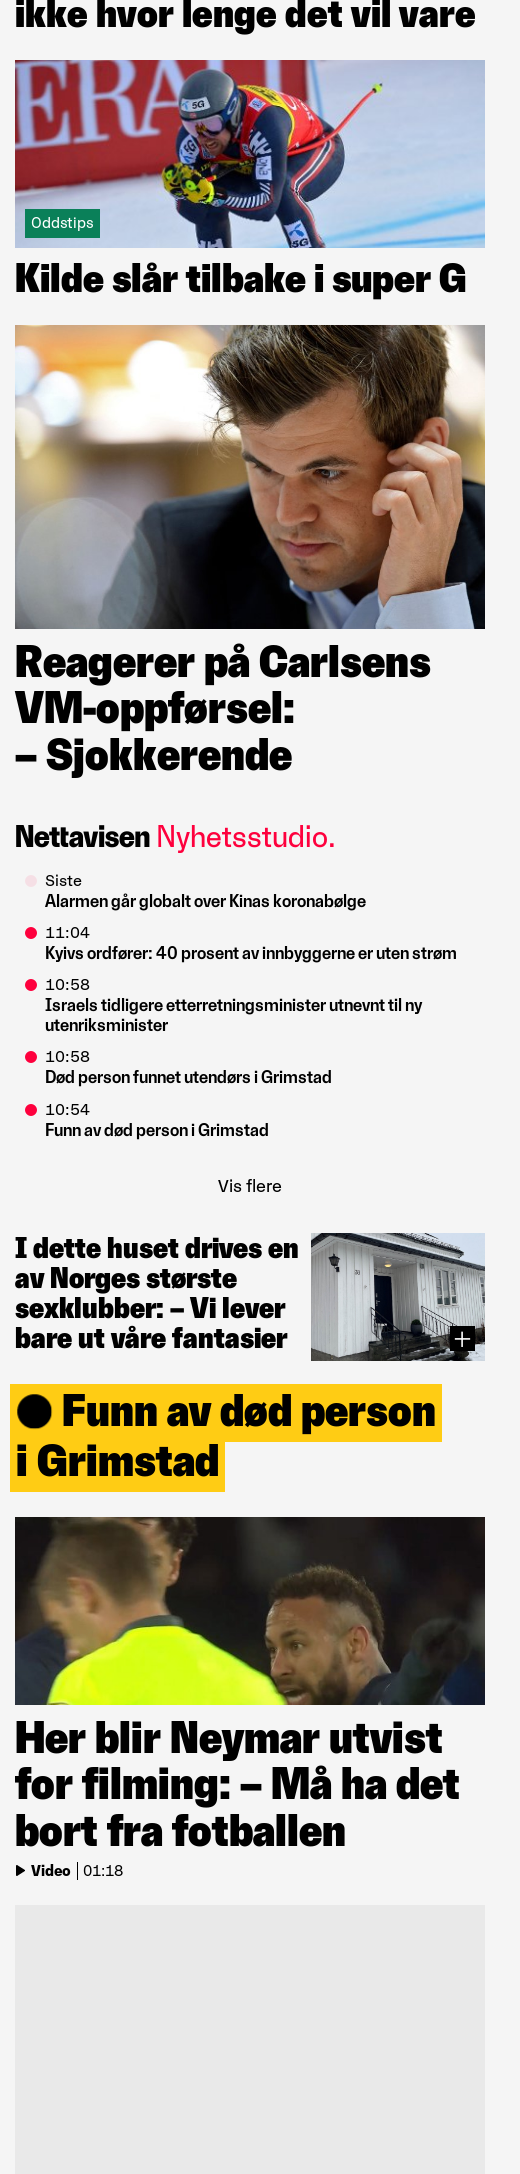 ikke hvor lenge det vil vare
ERA
5G
5G
5G
Oddstips
Kilde slår tilbake i super G
Reagerer på Carlsens
VM-oppførsel:
– Sjokkerende
Nettavisen Nyhetsstudio.
Siste
Alarmen går globalt over Kinas koronabølge
11:04
Kyivs ordfører: 40 prosent av innbyggerne er uten strøm
10:58
Israels tidligere etterretningsminister utnevnt til ny
utenriksminister
10:58
Død person funnet utendørs i Grimstad
10:54
Funn av død person i Grimstad
Vis flere
I dette huset drives en
av Norges største
sexklubber: – Vi lever
bare ut våre fantasier
Funn av død person
i Grimstad
Her blir Neymar utvist
for filming: – Må ha det
bort fra fotballen
Video | 01:18